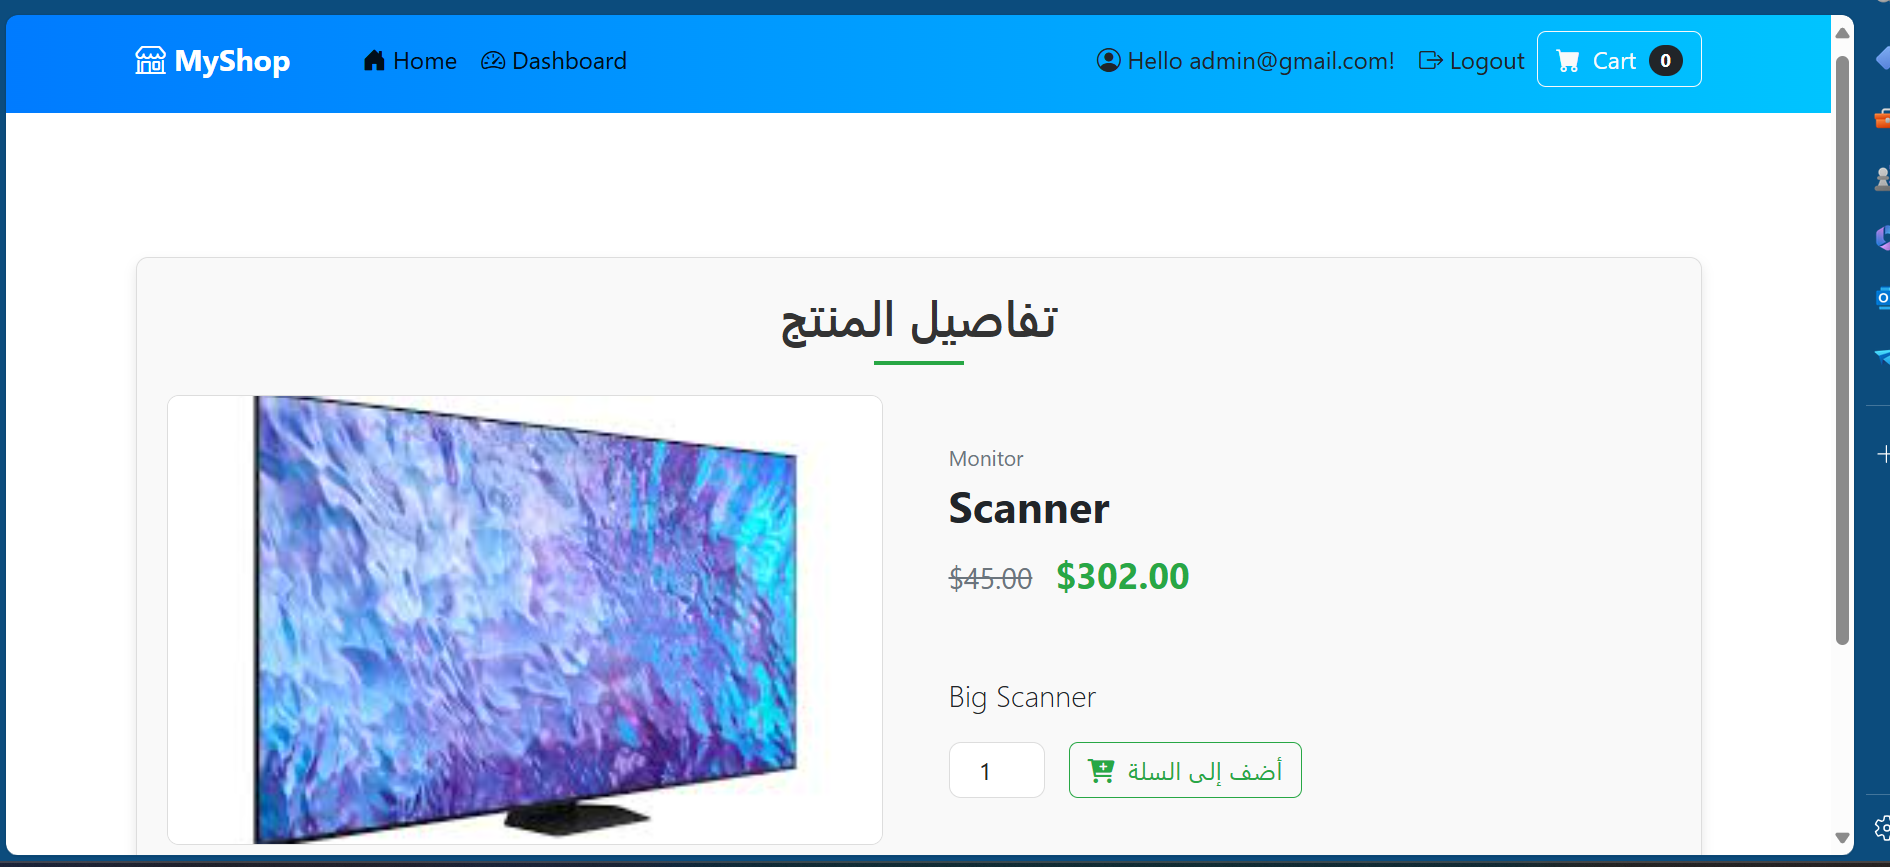 MyShop
Home
Dashboard
Hello admin@gmail.com!
Logout
Cart 0
تفاصيل المنتج
Monitor
Scanner
$45.00 $302.00
Big Scanner
1
أضف إلى السلة